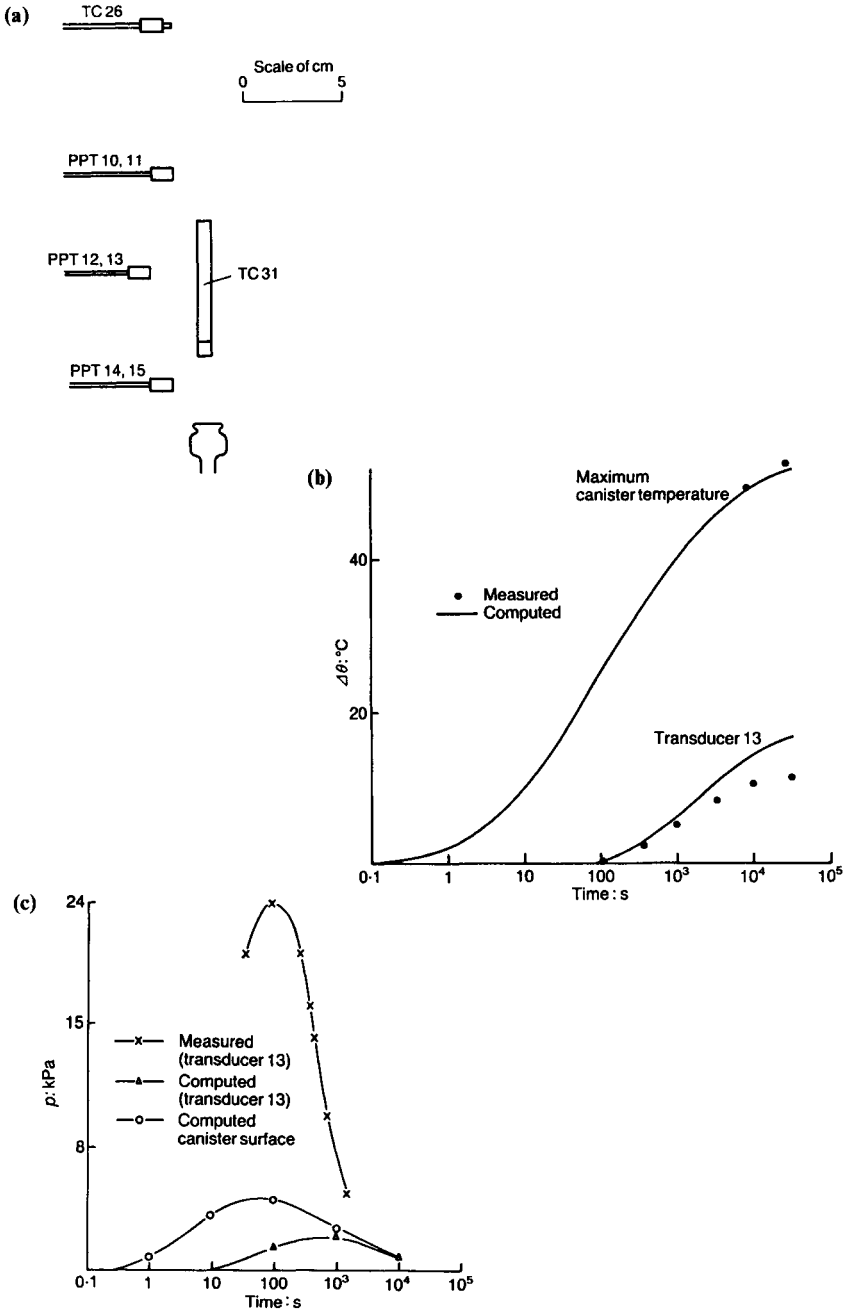 (a)
TC 26
Scale of cm
0 5
PPT 10, 11
PPT 12, 13
TC 31
PPT 14, 15
(b)
Maximum
canister temperature
40
Measured
Computed
Δθ: °C
20
Transducer 13
0·1 1 10 100 10³ 10⁴ 10⁵
Time: s
(c)
24
15
Measured
(transducer 13)
Computed
(transducer 13)
Computed
canister surface
p: kPa
8
0·1 1 10 100 10³ 10⁴ 10⁵
Time: s